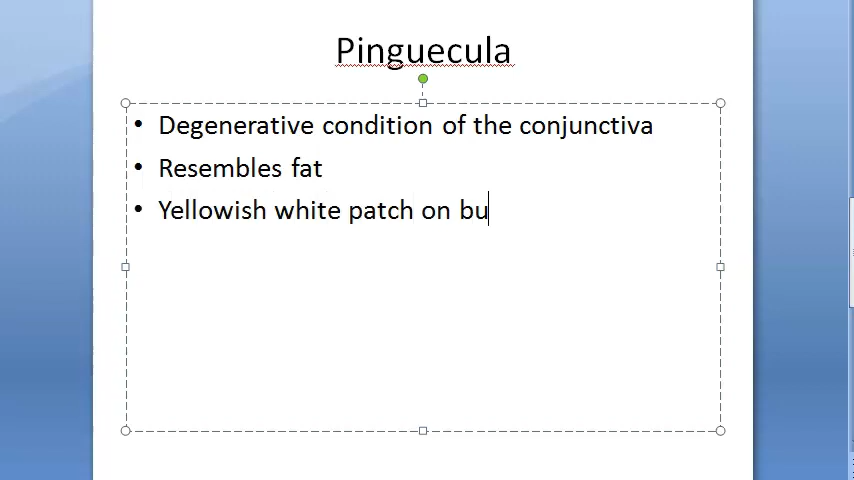 Pinguecula
• Degenerative condition of the conjunctiva
• Resembles fat
• Yellowish white patch on bu